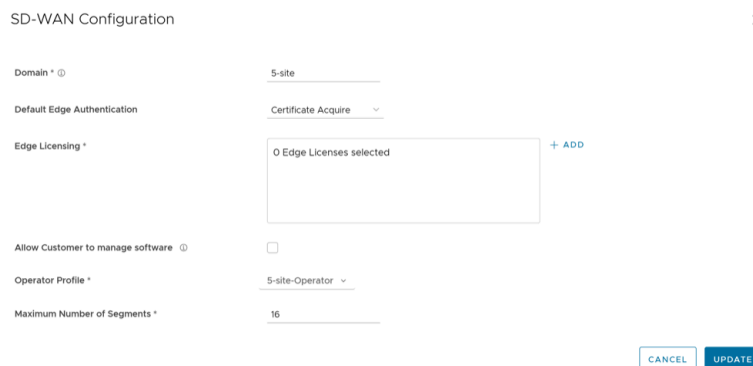 SD-WAN Configuration
Domain *
5-site
Default Edge Authentication
Certificate Acquire
Edge Licensing *
0 Edge Licenses selected
+ ADD
Allow Customer to manage software
Operator Profile *
5-site-Operator
Maximum Number of Segments *
16
CANCEL
UPDATE